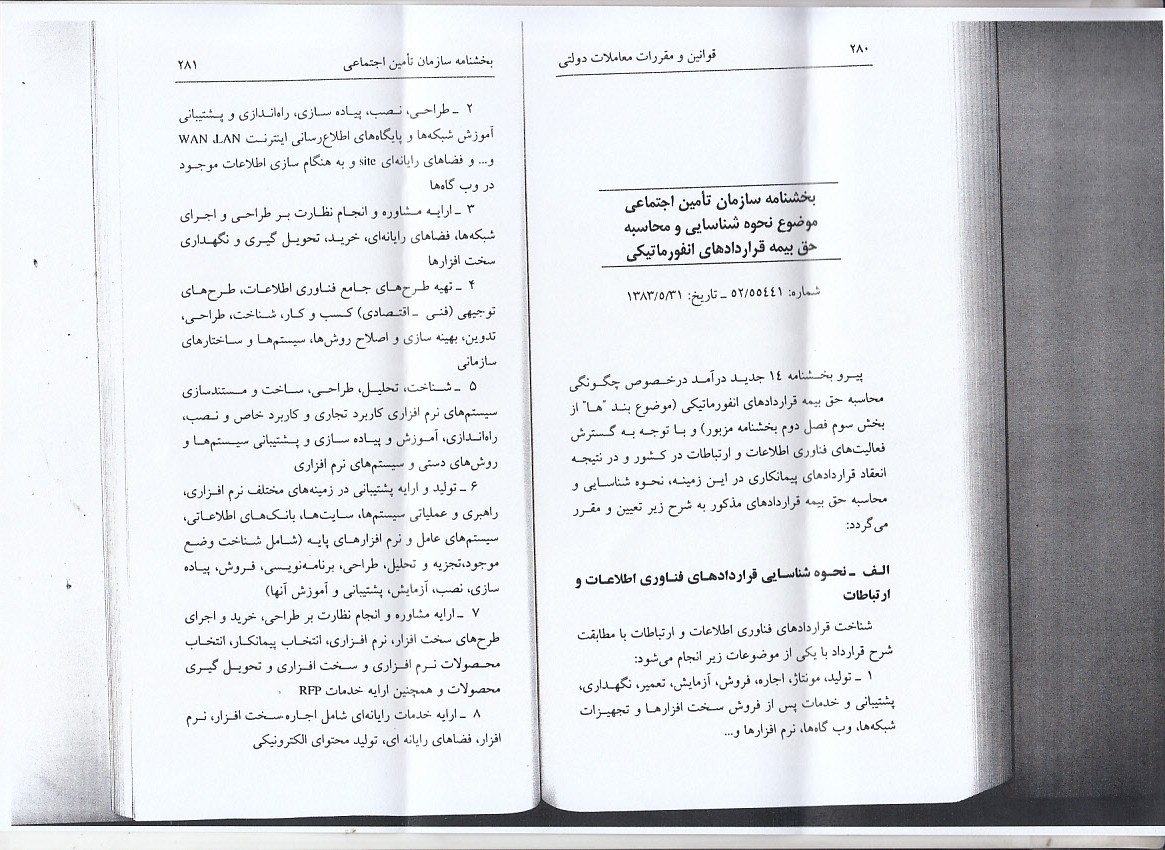 ۲۸۰
قوانین و مقررات معاملات دولتی
بخشنامه سازمان تأمین اجتماعی
موضوع نحوه شناسایی و محاسبه
حق بیمه قراردادهای انفورماتیکی
شماره: ۵۲/۵۵۴۴۱ ـ تاریخ: ۱۳۸۳/۵/۳۱
پیرو بخشنامه ۱۴ جدید درآمد درخصوص چگونگی
محاسبه حق بیمه قراردادهای انفورماتیکی (موضوع بند "ها" از
بخش سوم فصل دوم بخشنامه مزبور) و با توجه به گسترش
فعالیت‌های فناوری اطلاعات و ارتباطات در کشور و در نتیجه
انعقاد قراردادهای پیمانکاری در این زمینه، نحوه شناسایی و
محاسبه حق بیمه قراردادهای مذکور به شرح زیر تعیین و مقرر
می‌گردد:
الف ـ نحوه شناسایی قراردادهای فناوری اطلاعات و
ارتباطات
شناخت قراردادهای فناوری اطلاعات و ارتباطات با مطابقت
شرح قرارداد با یکی از موضوعات زیر انجام می‌شود:
۱ ـ تولید، مونتاژ، اجاره، فروش، آزمایش، تعمیر، نگهداری،
پشتیبانی و خدمات پس از فروش سخت افزارها و تجهیزات
شبکه‌ها، وب گاه‌ها، نرم افزارها و...
بخشنامه سازمان تأمین اجتماعی
۲۸۱
۲ ـ طراحی، نصب، پیاده سازی، راه‌اندازی و پشتیبانی
آموزش شبکه‌ها و پایگاه‌های اطلاع‌رسانی اینترنت WAN ،LAN
و... و فضاهای رایانه‌ای site و به هنگام سازی اطلاعات موجود
در وب گاه‌ها
۳ ـ ارایه مشاوره و انجام نظارت بر طراحی و اجرای
شبکه‌ها، فضاهای رایانه‌ای، خرید، تحویل گیری و نگهداری
سخت افزارها
۴ ـ تهیه طرح‌های جامع فناوری اطلاعات، طرح‌های
توجیهی (فنی ـ اقتصادی) کسب و کار، شناخت، طراحی،
تدوین، بهینه سازی و اصلاح روش‌ها، سیستم‌ها و ساختارهای
سازمانی
۵ ـ شناخت، تحلیل، طراحی، ساخت و مستندسازی
سیستم‌های نرم افزاری کاربرد تجاری و کاربرد خاص و نصب،
راه‌اندازی، آموزش و پیاده سازی و پشتیبانی سیستم‌ها و
روش‌های دستی و سیستم‌های نرم افزاری
۶ ـ تولید و ارایه پشتیبانی در زمینه‌های مختلف نرم افزاری،
راهبری و عملیاتی سیستم‌ها، سایت‌ها، بانک‌های اطلاعاتی،
سیستم‌های عامل و نرم افزارهای پایه (شامل شناخت وضع
موجود،تجزیه و تحلیل، طراحی، برنامه‌نویسی، فروش، پیاده
سازی، نصب، آزمایش، پشتیبانی و آموزش آنها)
۷ ـ ارایه مشاوره و انجام نظارت بر طراحی، خرید و اجرای
طرح‌های سخت افزار، نرم افزاری، انتخاب پیمانکار، انتخاب
محصولات نرم افزاری و سخت افزاری و تحویل گیری
محصولات و همچنین ارایه خدمات RFP
۸ ـ ارایه خدمات رایانه‌ای شامل اجاره سخت افزار، نرم
افزار، فضاهای رایانه ای، تولید محتوای الکترونیکی